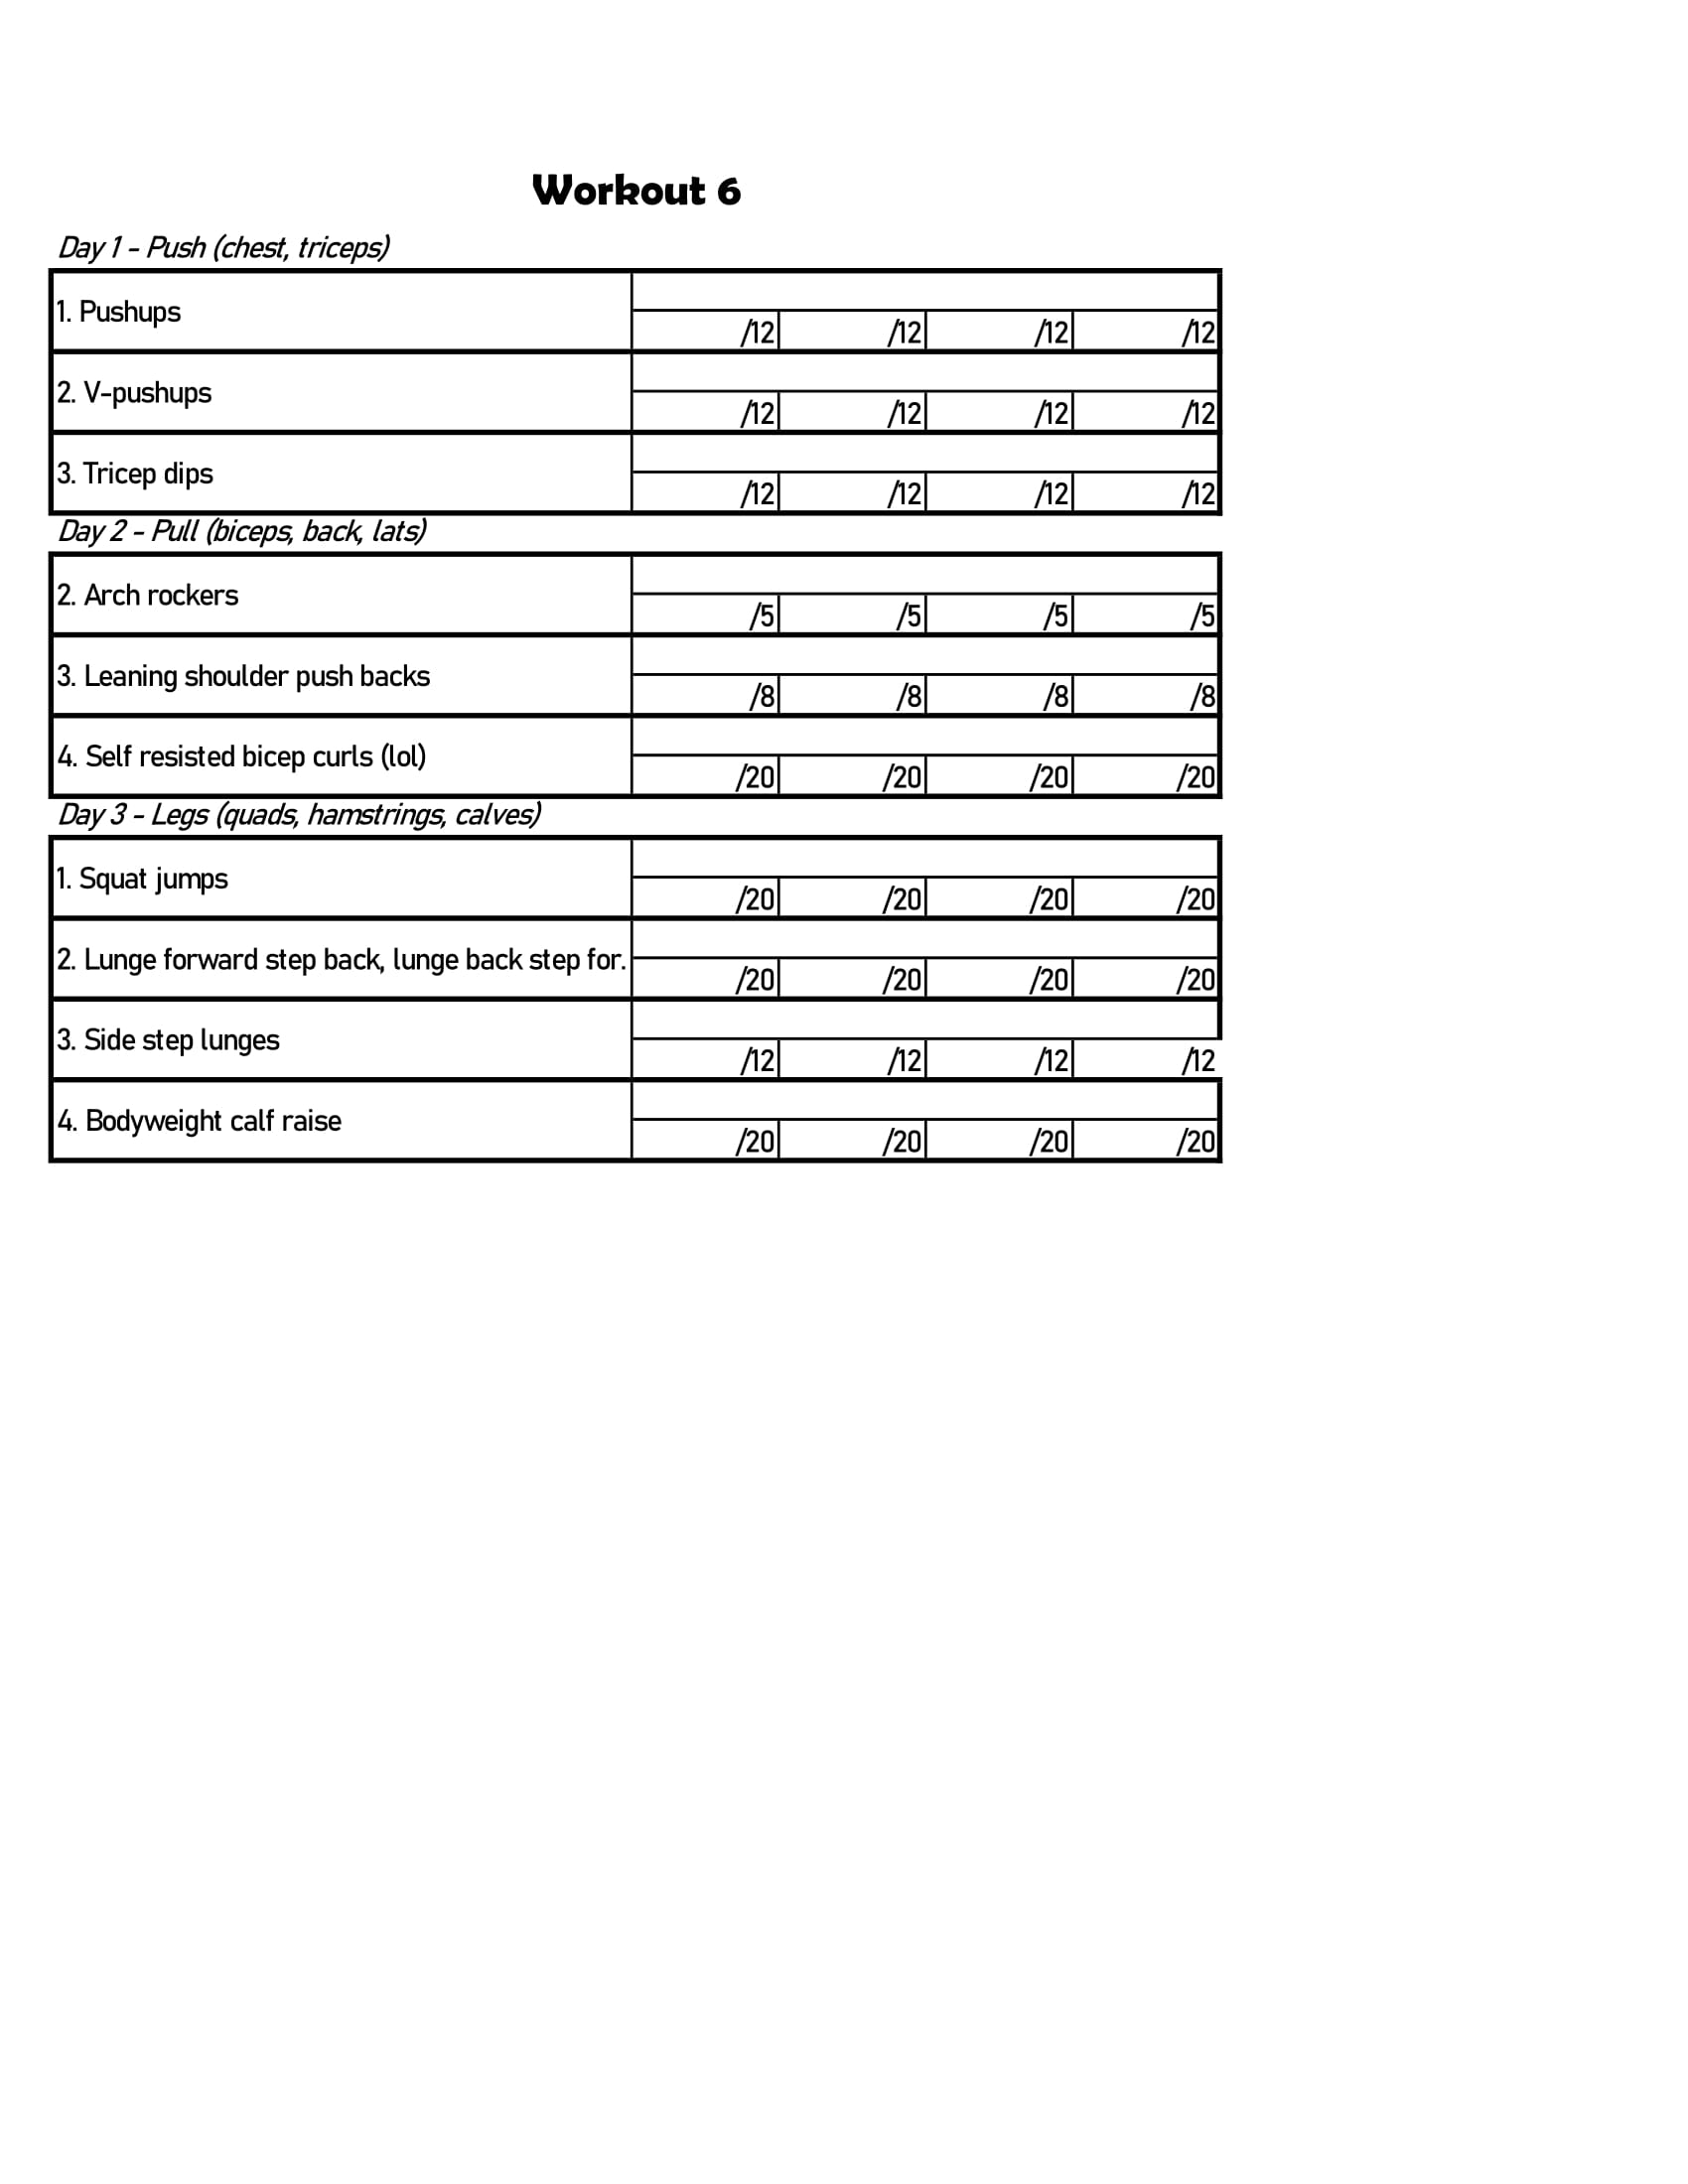 Workout 6
Day 1 - Push (chest, triceps)
1. Pushups
/12 /12 /12 /12
2. V-pushups
/12 /12 /12 /12
3. Tricep dips
/12 /12 /12 /12
Day 2 - Pull (biceps, back, lats)
2. Arch rockers
/5 /5 /5 /5
3. Leaning shoulder push backs
/8 /8 /8 /8
4. Self resisted bicep curls (lol)
/20 /20 /20 /20
Day 3 - Legs (quads, hamstrings, calves)
1. Squat jumps
/20 /20 /20 /20
2. Lunge forward step back, lunge back step for.
/20 /20 /20 /20
3. Side step lunges
/12 /12 /12 /12
4. Bodyweight calf raise
/20 /20 /20 /20